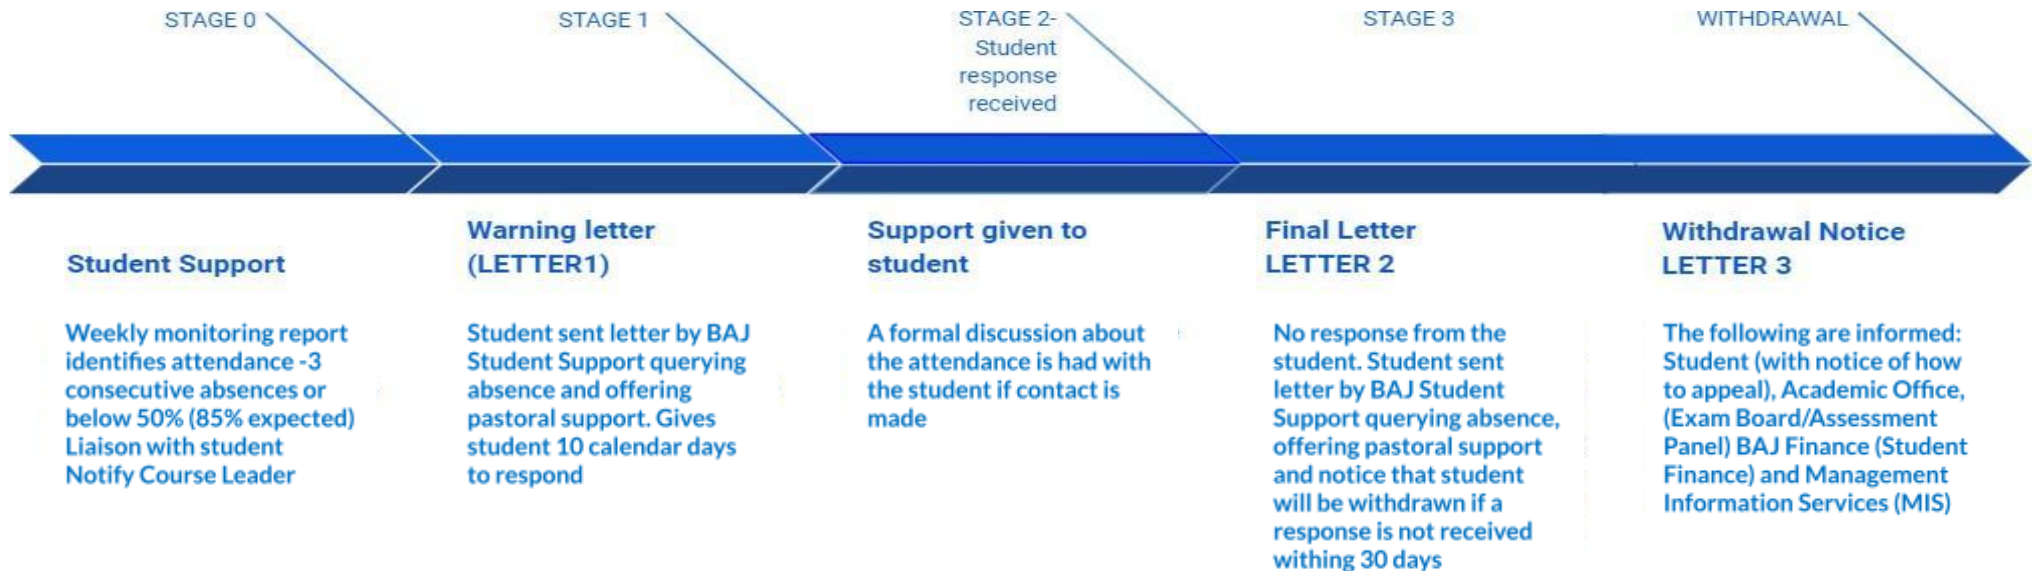 STAGE 0
STAGE 1
STAGE 2-
Student
response
received
STAGE 3
WITHDRAWAL
Student Support
Weekly monitoring report
identifies attendance -3
consecutive absences or
below 50% (85% expected)
Liaison with student
Notify Course Leader
Warning letter
(LETTER1)
Student sent letter by BAJ
Student Support querying
absence and offering
pastoral support. Gives
student 10 calendar days
to respond
Support given to
student
A formal discussion about
the attendance is had with
the student if contact is
made
Final Letter
LETTER 2
No response from the
student. Student sent
letter by BAJ Student
Support querying absence,
offering pastoral support
and notice that student
will be withdrawn if a
response is not received
withing 30 days
Withdrawal Notice
LETTER 3
The following are informed:
Student (with notice of how
to appeal), Academic Office,
(Exam Board/Assessment
Panel) BAJ Finance (Student
Finance) and Management
Information Services (MIS)